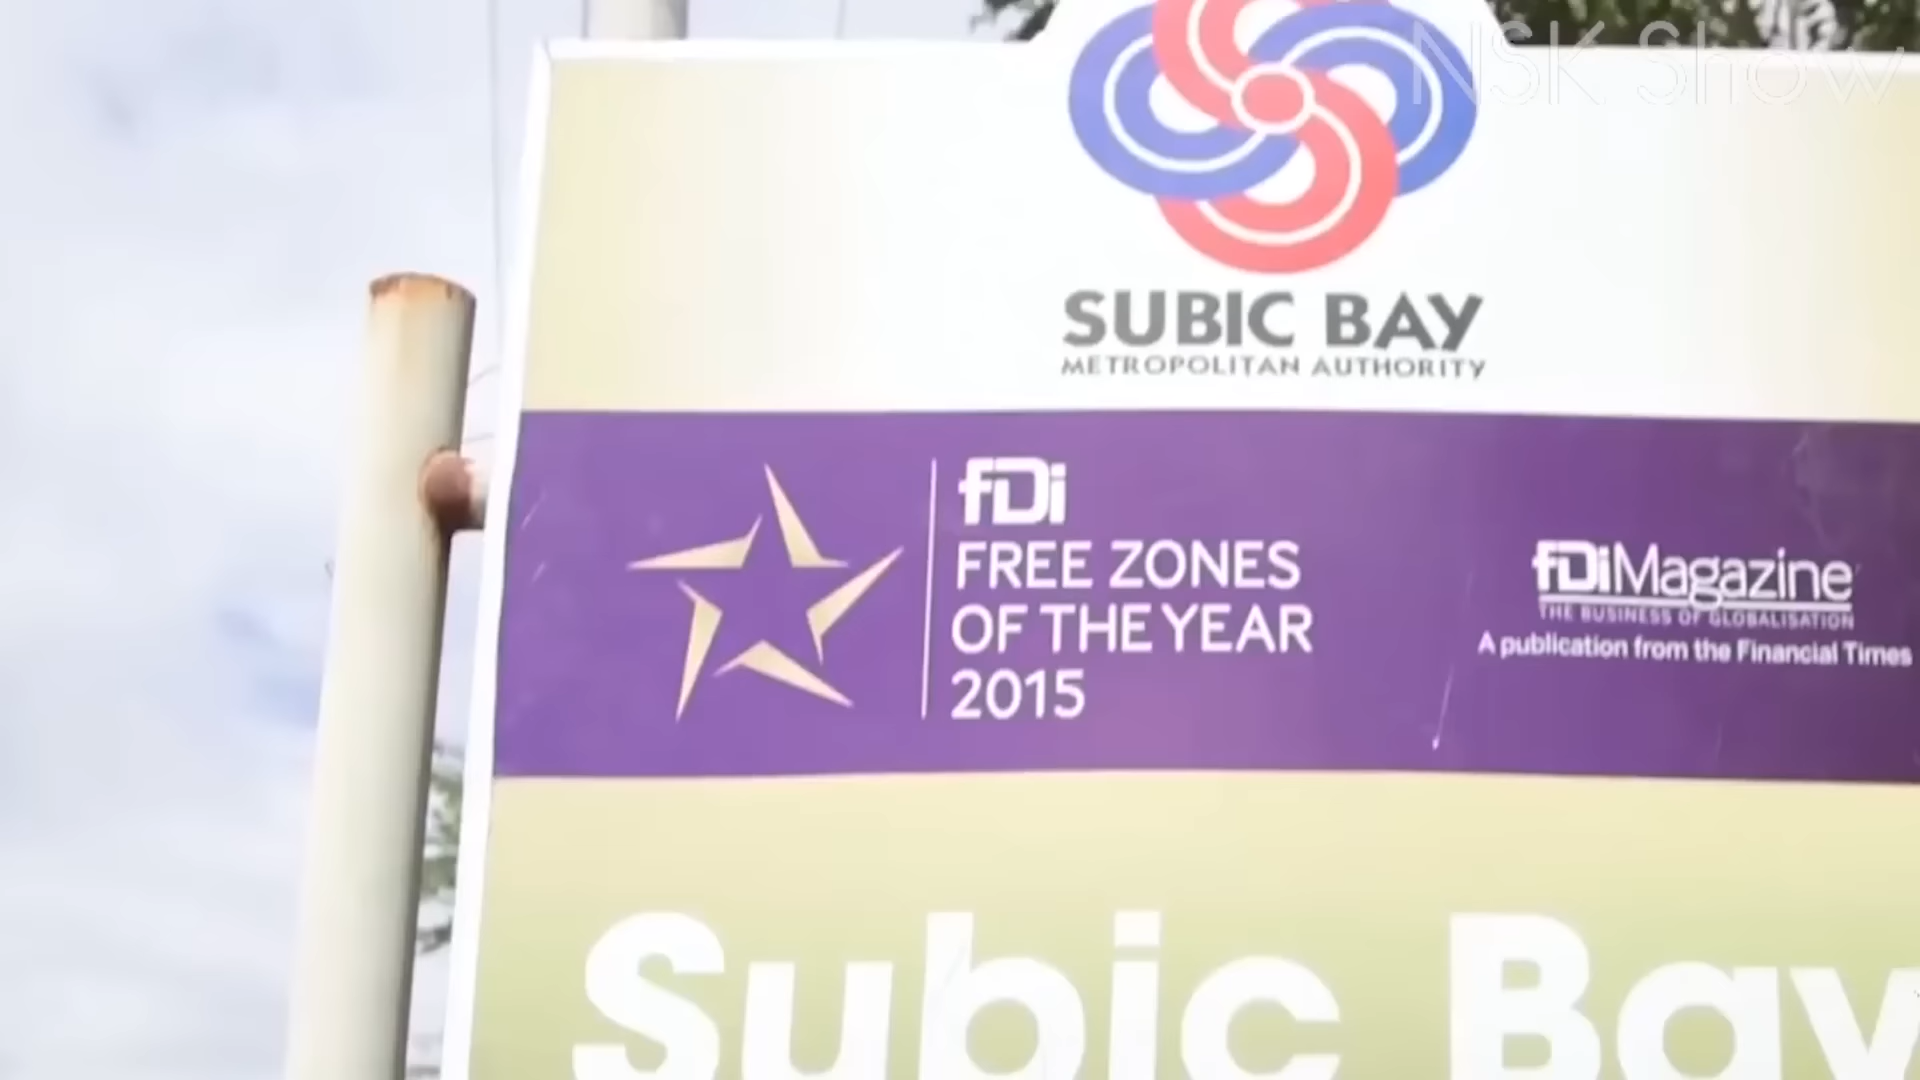 NSK Show
SUBIC BAY
METROPOLITAN AUTHORITY
fDi
FREE ZONES
OF THE YEAR
2015
fDiMagazine
THE BUSINESS OF GLOBALISATION
A publication from the Financial Times
Subic Bay